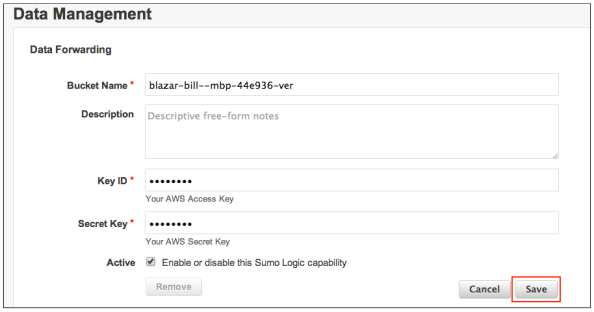 Data Management
Data Forwarding
Bucket Name * blazar-bill--mbp-44e936-ver
Description Descriptive free-form notes
Key ID * ••••••••
Your AWS Access Key
Secret Key * ••••••••
Your AWS Secret Key
Active Enable or disable this Sumo Logic capability
Remove Cancel Save